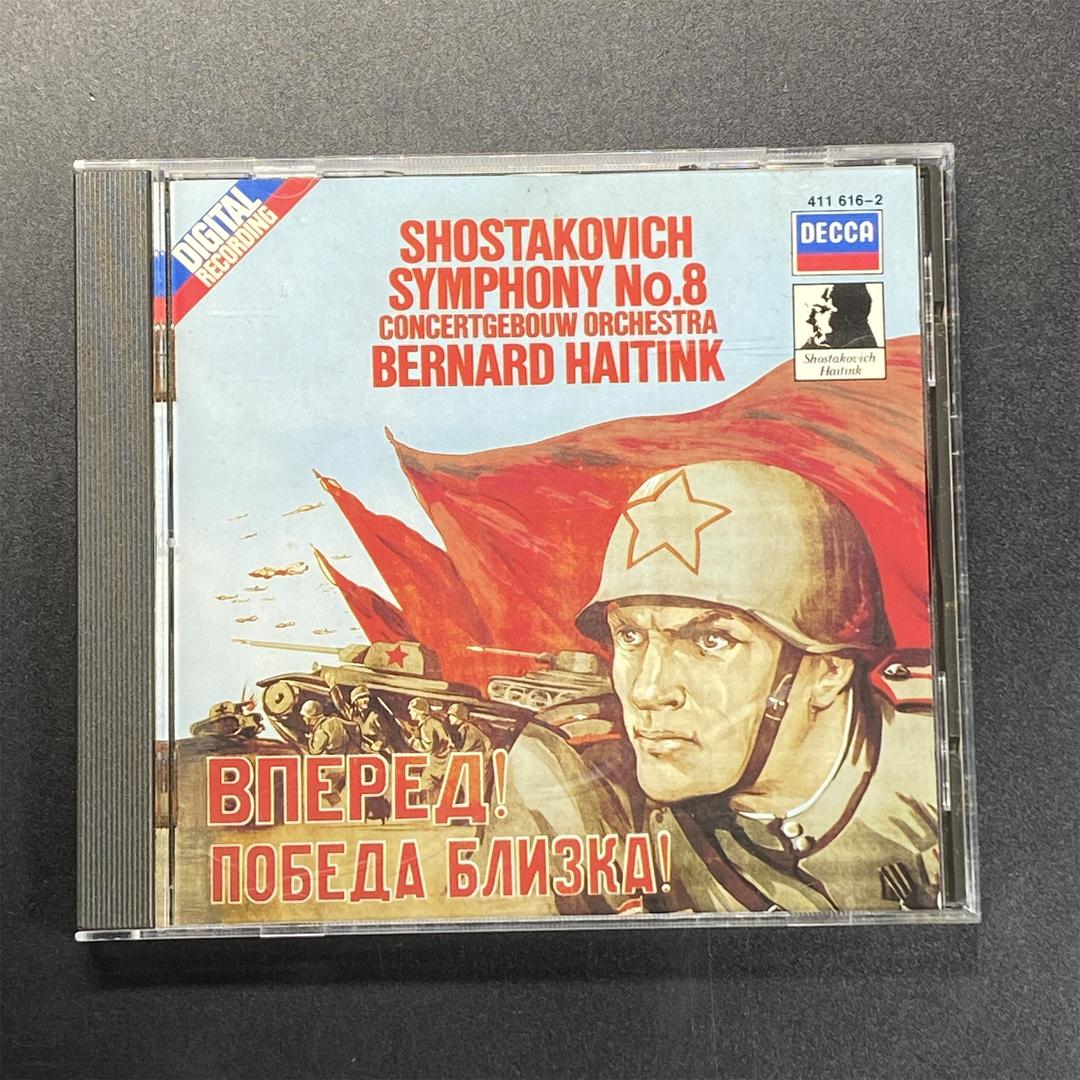 DIGITAL
RECORDING
SHOSTAKOVICH
SYMPHONY No.8
CONCERTGEBOUW ORCHESTRA
BERNARD HAITINK
411 616-2
DECCA
Shostakovich
Haitink
ВПЕРЕД!
ПОБЕДА БЛИЗКА!